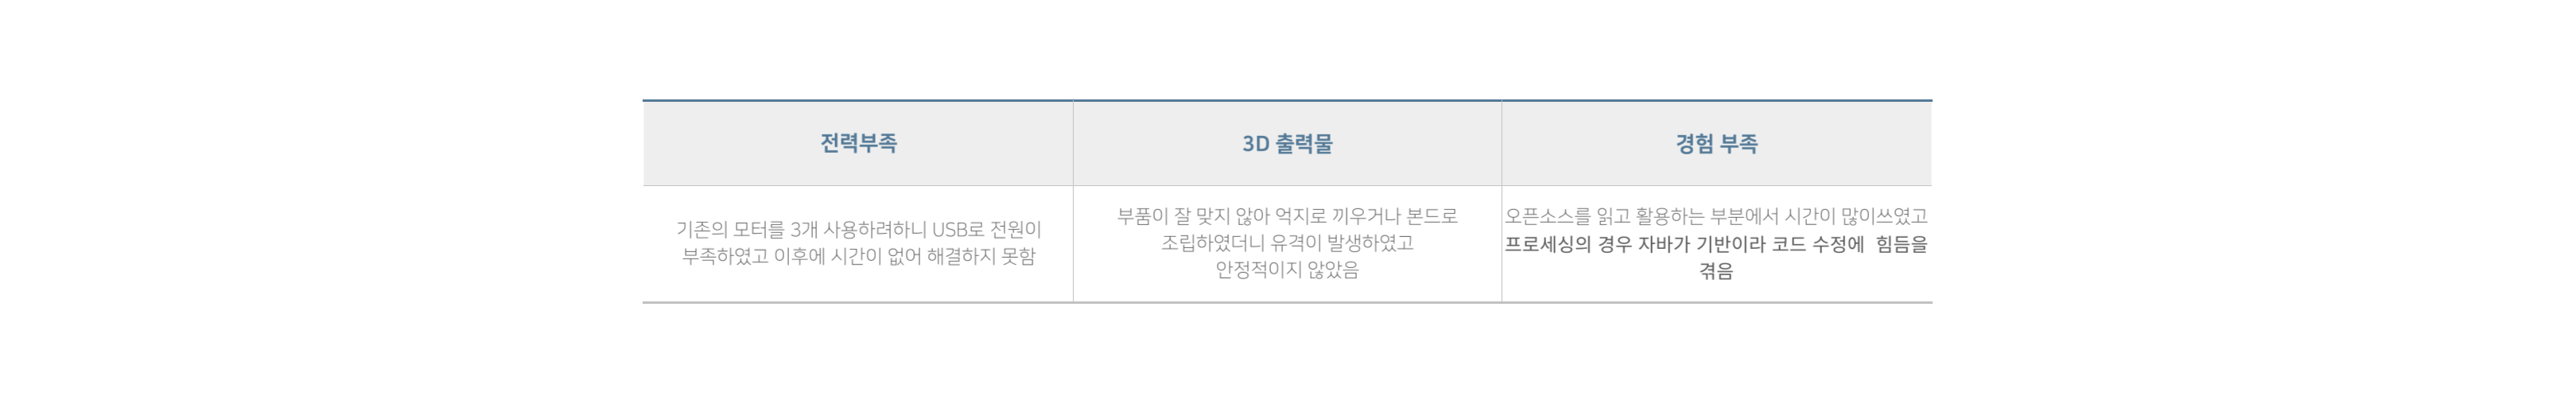 전력부족
3D 출력물
경험 부족
기존의 모터를 3개 사용하려하니 USB로 전원이
부족하였고 이후에 시간이 없어 해결하지 못함
부품이 잘 맞지 않아 억지로 끼우거나 본드로
조립하였더니 유격이 발생하였고
안정적이지 않았음
오픈소스를 읽고 활용하는 부분에서 시간이 많이쓰였고
프로세싱의 경우 자바가 기반이라 코드 수정에  힘듬을
겪음